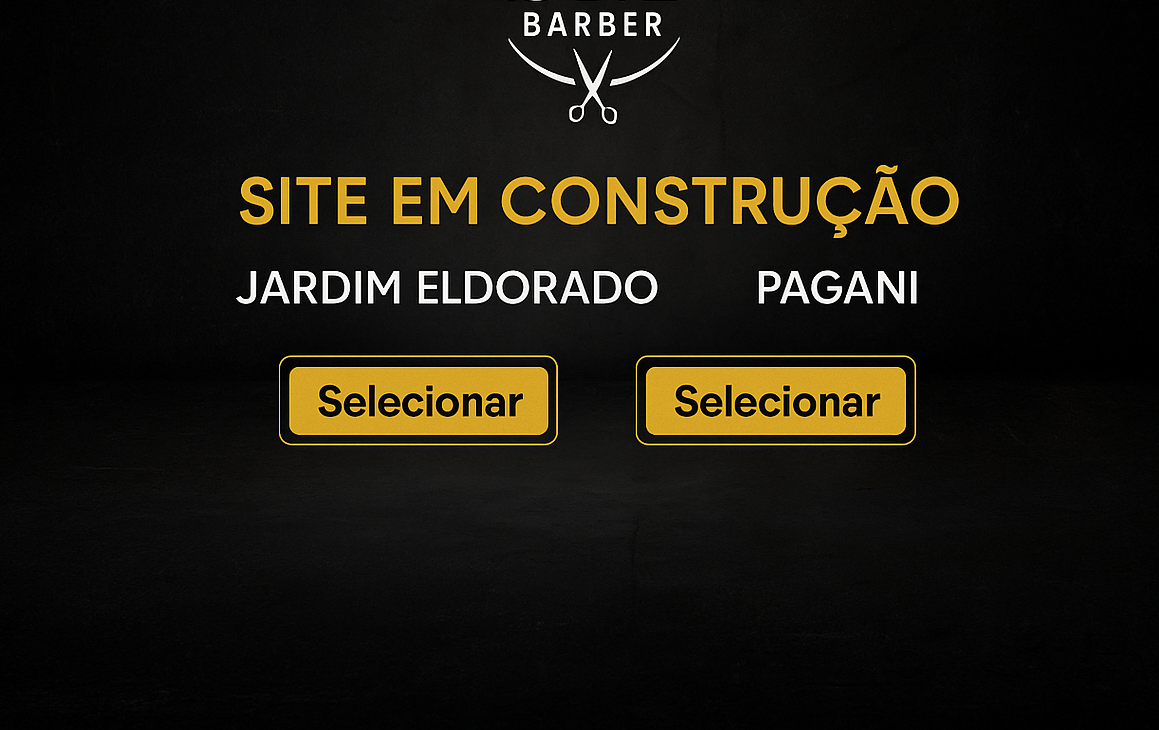 BARBER
SITE EM CONSTRUÇÃO
JARDIM ELDORADO PAGANI
Selecionar Selecionar